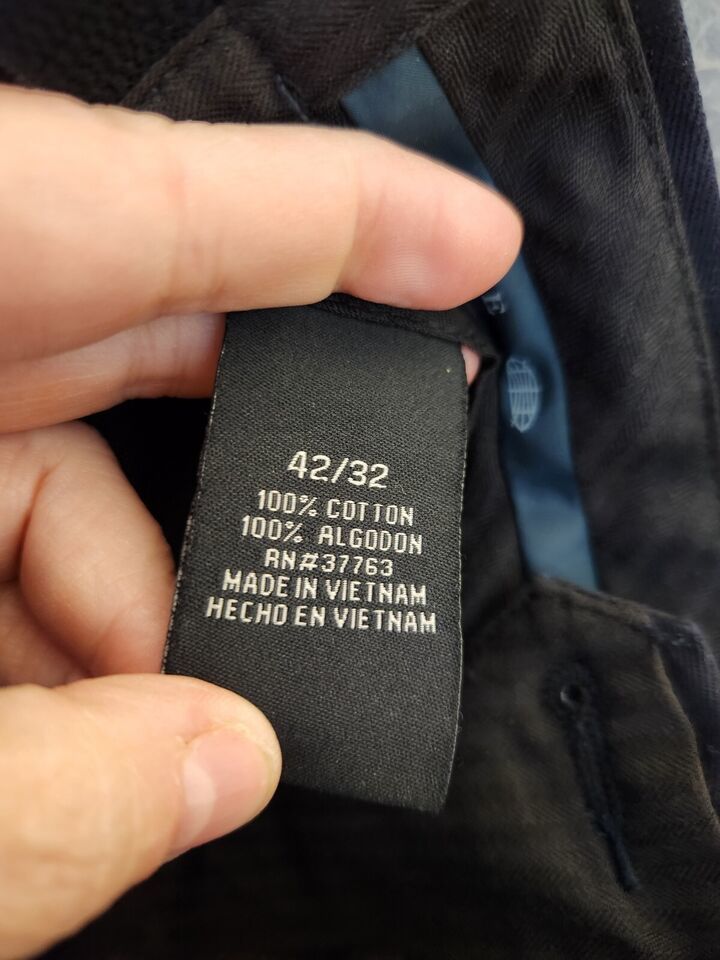 42/32
100% COTTON
100% ALGODON
RN#37763
MADE IN VIETNAM
HECHO EN VIETNAM